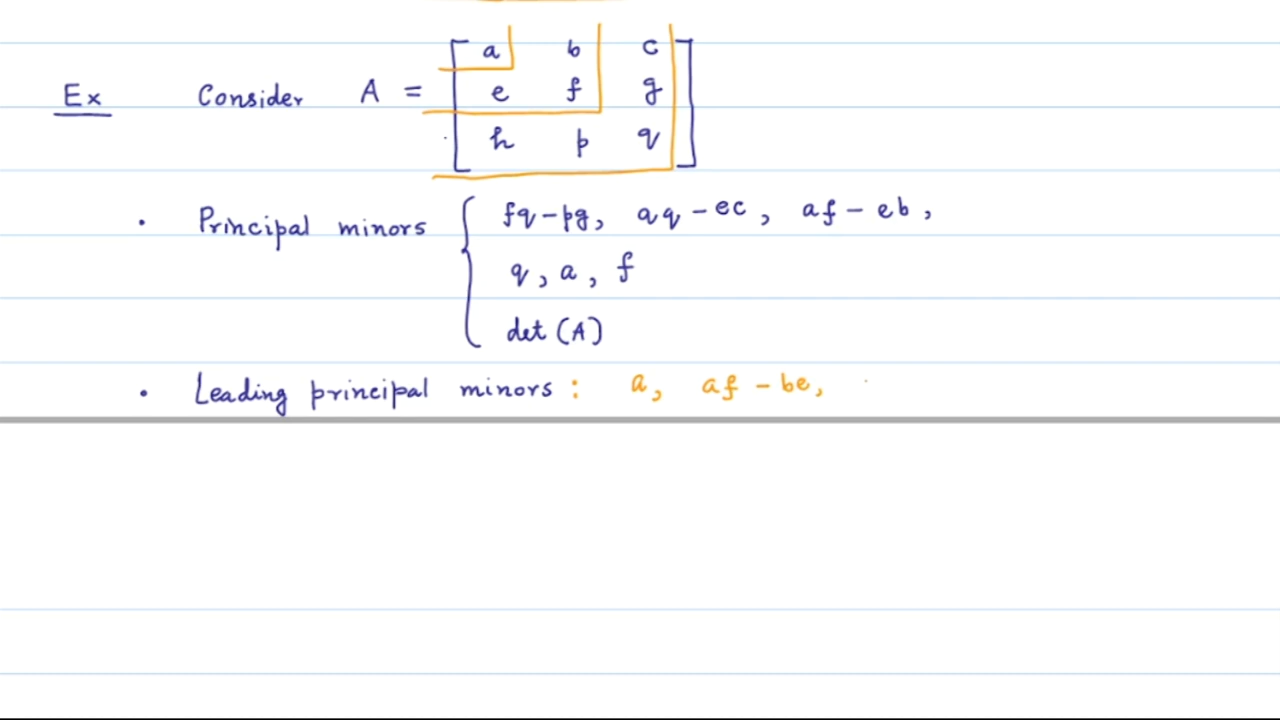 Ex Consider A = [ a b c
e f g
h p q ]
· Principal minors { fq - pg, aq - ec, af - eb,
q, a, f
det (A)
· Leading principal minors : a, af - be,